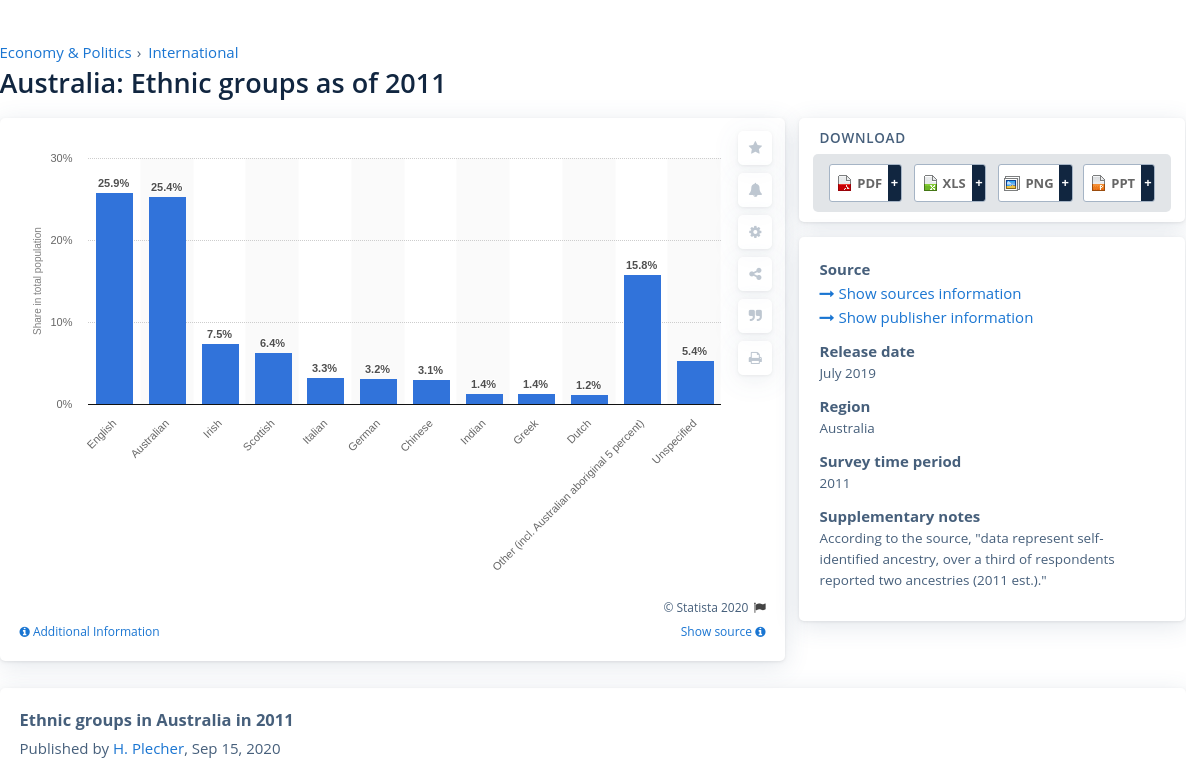 Economy & Politics › International
Australia: Ethnic groups as of 2011
Share in total population
30%
20%
10%
0%
25.9%
25.4%
7.5%
6.4%
3.3%
3.2%
3.1%
1.4%
1.4%
1.2%
15.8%
5.4%
English
Australian
Irish
Scottish
Italian
German
Chinese
Indian
Greek
Dutch
Other (incl. Australian aboriginal 5 percent)
Unspecified
© Statista 2020
Additional Information
Show source
DOWNLOAD
PDF + XLS + PNG + PPT +
Source
Show sources information
Show publisher information
Release date
July 2019
Region
Australia
Survey time period
2011
Supplementary notes
According to the source, "data represent self-
identified ancestry, over a third of respondents
reported two ancestries (2011 est.)."
Ethnic groups in Australia in 2011
Published by H. Plecher, Sep 15, 2020